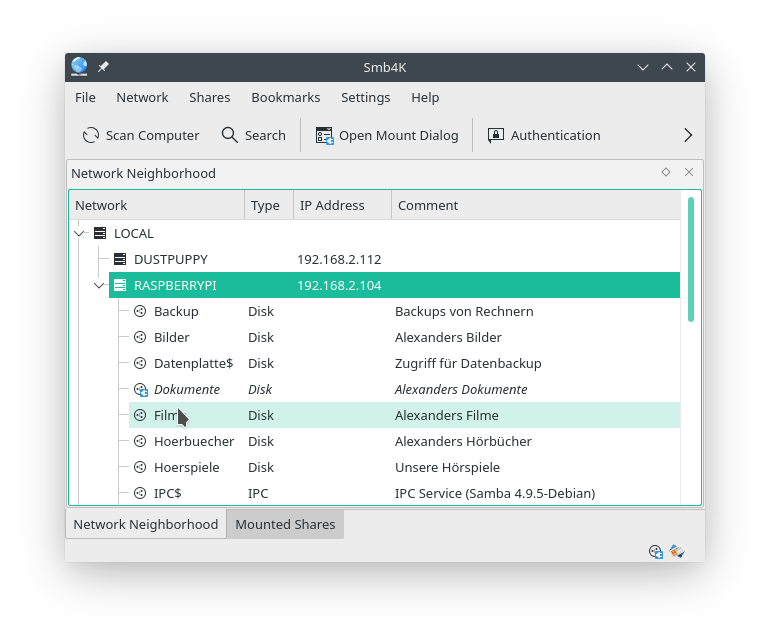 Smb4K
File Network Shares Bookmarks Settings Help
Scan Computer Search Open Mount Dialog Authentication
Network Neighborhood
Network Type IP Address Comment
LOCAL
DUSTPUPPY 192.168.2.112
RASPBERRYPI 192.168.2.104
Backup Disk Backups von Rechnern
Bilder Disk Alexanders Bilder
Datenplatte$ Disk Zugriff für Datenbackup
Dokumente Disk Alexanders Dokumente
Disk Alexanders Filme
Hoerbuecher Disk Alexanders Hörbücher
Hoerspiele Disk Unsere Hörspiele
IPC$ IPC IPC Service (Samba 4.9.5-Debian)
Network Neighborhood Mounted Shares